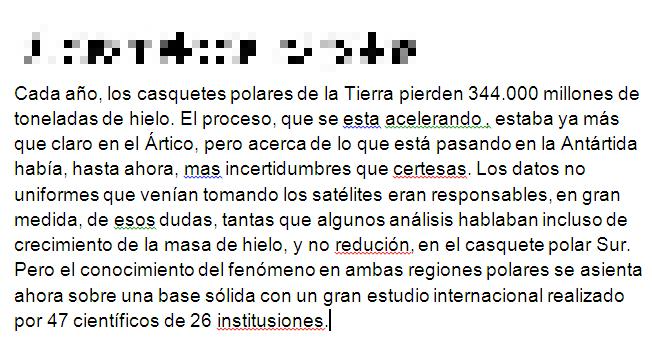 Cada año, los casquetes polares de la Tierra pierden 344.000 millones de
toneladas de hielo. El proceso, que se esta acelerando , estaba ya más
que claro en el Ártico, pero acerca de lo que está pasando en la Antártida
había, hasta ahora, mas incertidumbres que certesas. Los datos no
uniformes que venían tomando los satélites eran responsables, en gran
medida, de esos dudas, tantas que algunos análisis hablaban incluso de
crecimiento de la masa de hielo, y no redución, en el casquete polar Sur.
Pero el conocimiento del fenómeno en ambas regiones polares se asienta
ahora sobre una base sólida con un gran estudio internacional realizado
por 47 científicos de 26 institusiones.